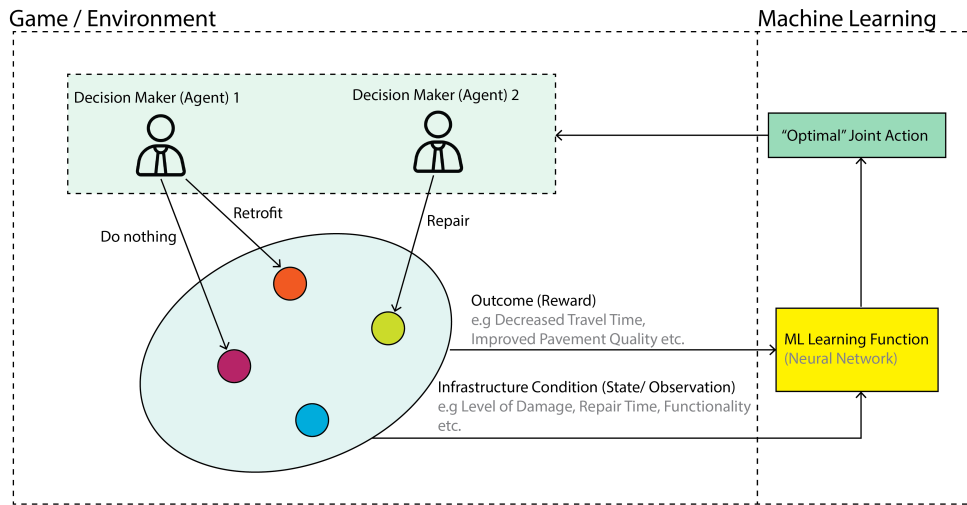 Game / Environment
Machine Learning
Decision Maker (Agent) 1
Decision Maker (Agent) 2
"Optimal" Joint Action
Retrofit
Repair
Do nothing
Outcome (Reward)
e.g Decreased Travel Time,
Improved Pavement Quality etc.
ML Learning Function
(Neural Network)
Infrastructure Condition (State/ Observation)
e.g Level of Damage, Repair Time, Functionality
etc.